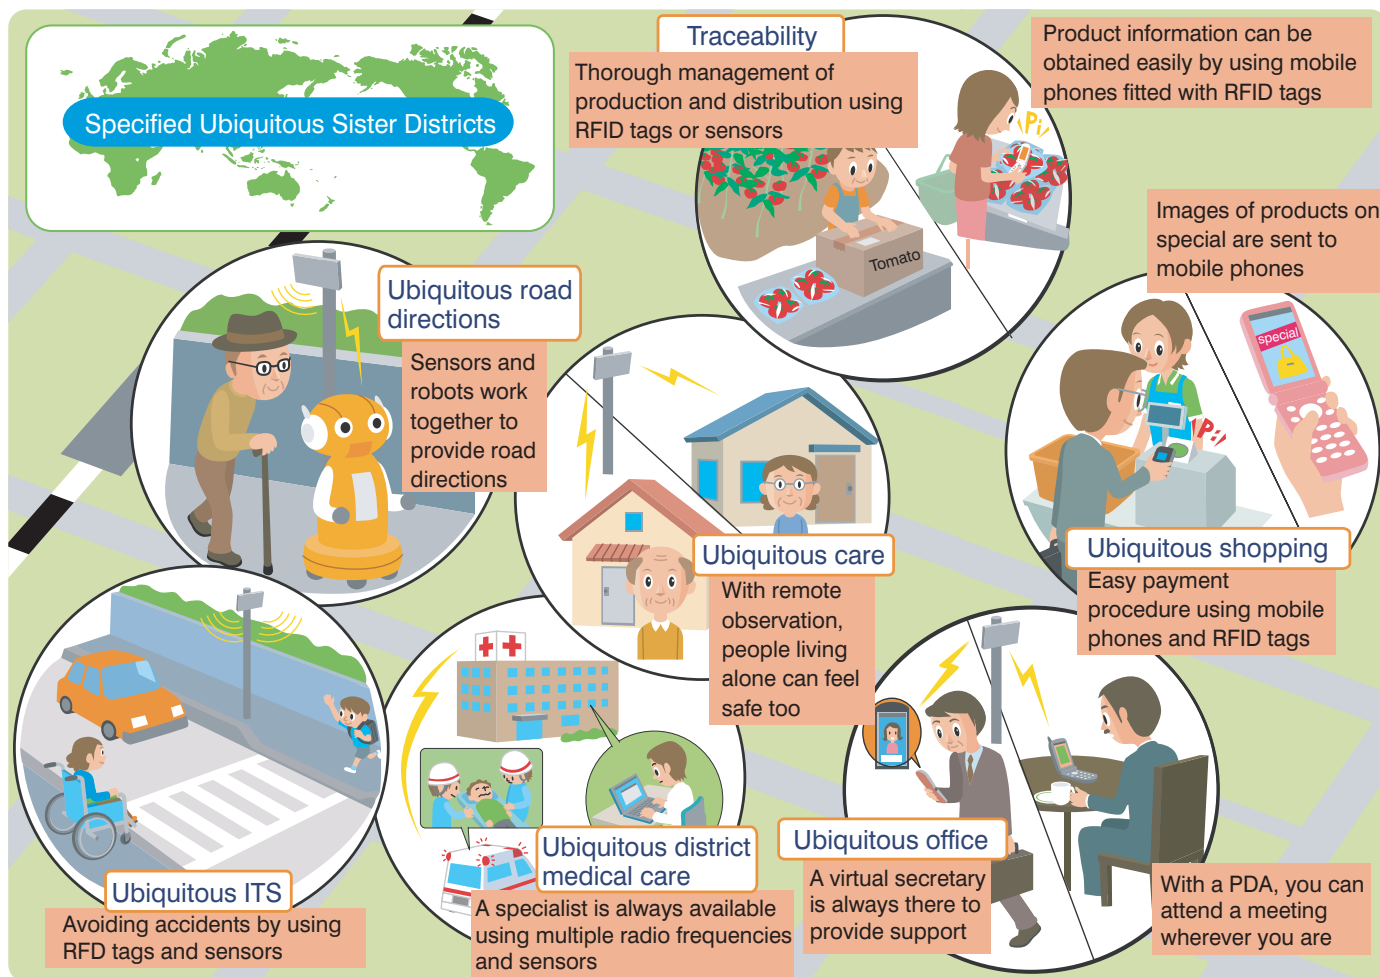 Specified Ubiquitous Sister Districts
Traceability
Thorough management of
production and distribution using
RFID tags or sensors
Product information can be
obtained easily by using mobile
phones fitted with RFID tags
Pi
Tomato
Images of products on
special are sent to
mobile phones
special
Pi
Ubiquitous shopping
Easy payment
procedure using mobile
phones and RFID tags
Ubiquitous road
directions
Sensors and
robots work
together to
provide road
directions
Ubiquitous care
With remote
observation,
people living
alone can feel
safe too
Ubiquitous ITS
Avoiding accidents by using
RFD tags and sensors
Ubiquitous district
medical care
A specialist is always available
using multiple radio frequencies
and sensors
Ubiquitous office
A virtual secretary
is always there to
provide support
With a PDA, you can
attend a meeting
wherever you are